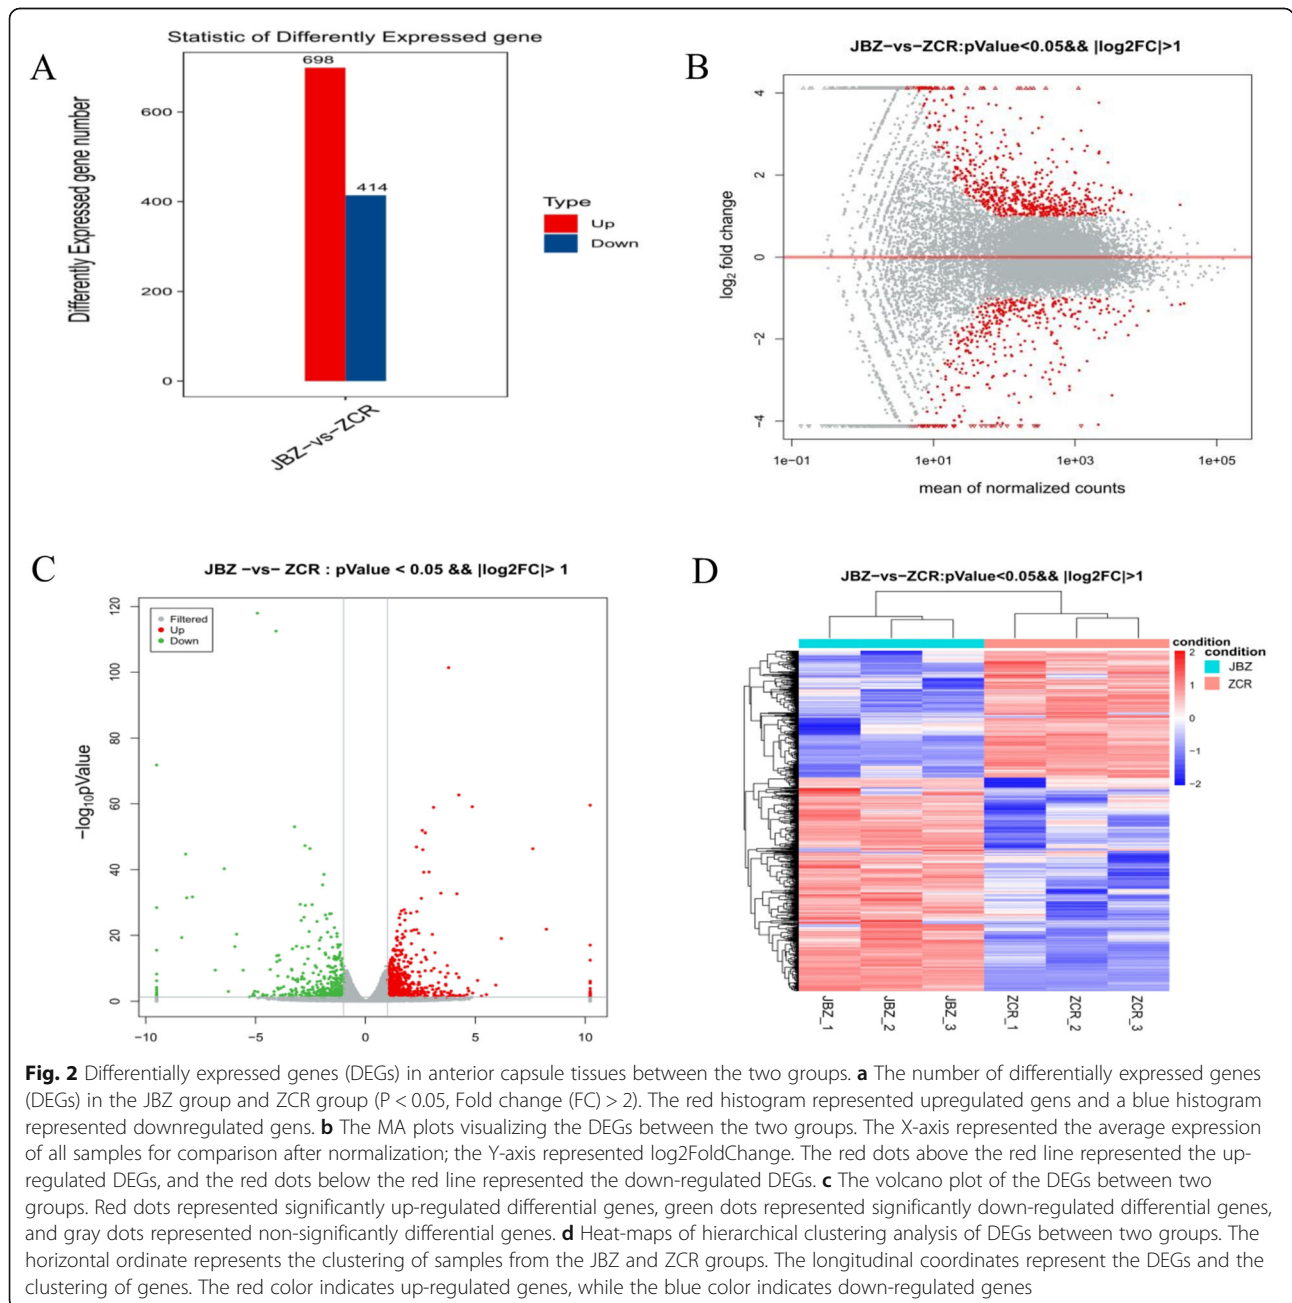 A
Statistic of Differently Expressed gene
698
414
600
400
200
0
Differently Expressed gene number
JBZ-vs-ZCR
Type
Up
Down
B
JBZ-vs-ZCR:pValue<0.05&& |log2FC|>1
4
2
0
-2
-4
log2 fold change
1e-01 1e+01 1e+03 1e+05
mean of normalized counts
C
JBZ -vs- ZCR : pValue < 0.05 && |log2FC|> 1
Filtered
Up
Down
120
100
80
60
40
20
0
-log10pValue
-10 -5 0 5 10
D
JBZ-vs-ZCR:pValue<0.05&& |log2FC|>1
condition
2
1
0
-1
-2
condition
JBZ
ZCR
JBZ_1 JBZ_2 JBZ_3 ZCR_1 ZCR_2 ZCR_3
Fig. 2 Differentially expressed genes (DEGs) in anterior capsule tissues between the two groups. a The number of differentially expressed genes
(DEGs) in the JBZ group and ZCR group (P < 0.05, Fold change (FC) > 2). The red histogram represented upregulated gens and a blue histogram
represented downregulated gens. b The MA plots visualizing the DEGs between the two groups. The X-axis represented the average expression
of all samples for comparison after normalization; the Y-axis represented log2FoldChange. The red dots above the red line represented the up-
regulated DEGs, and the red dots below the red line represented the down-regulated DEGs. c The volcano plot of the DEGs between two
groups. Red dots represented significantly up-regulated differential genes, green dots represented significantly down-regulated differential genes,
and gray dots represented non-significantly differential genes. d Heat-maps of hierarchical clustering analysis of DEGs between two groups. The
horizontal ordinate represents the clustering of samples from the JBZ and ZCR groups. The longitudinal coordinates represent the DEGs and the
clustering of genes. The red color indicates up-regulated genes, while the blue color indicates down-regulated genes